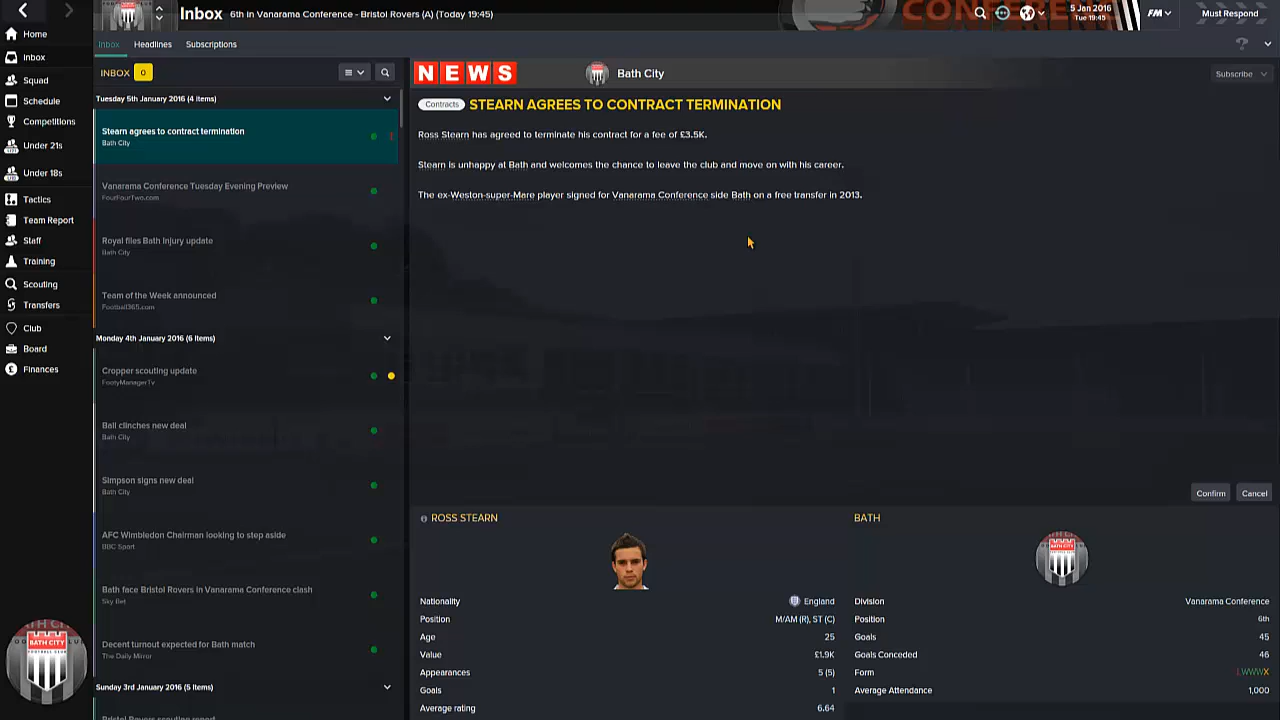 Inbox 6th in Vanarama Conference - Bristol Rovers (A) (Today 19:45)
5 Jan 2016
Tue 19:45
FM
Must Respond
Home
Inbox
Squad
Schedule
Competitions
Under 21s
Under 18s
Tactics
Team Report
Staff
Training
Scouting
Transfers
Club
Board
Finances
BATH CITY
Inbox Headlines Subscriptions
INBOX 0
Tuesday 5th January 2016 (4 items)
Stearn agrees to contract termination
Bath City
Vanarama Conference Tuesday Evening Preview
FourFourTwo.com
Royal files Bath Injury update
Bath City
Team of the Week announced
Football365.com
Monday 4th January 2016 (6 items)
Cropper scouting update
FootyManagerTv
Ball clinches new deal
Bath City
Simpson signs new deal
Bath City
AFC Wimbledon Chairman looking to step aside
BBC Sport
Bath face Bristol Rovers in Vanarama Conference clash
Sky Bet
Decent turnout expected for Bath match
The Daily Mirror
Sunday 3rd January 2016 (5 items)
Bristol Rovers scouting report
NEWS
Bath City
Subscribe
Contracts STEARN AGREES TO CONTRACT TERMINATION
Ross Stearn has agreed to terminate his contract for a fee of £3.5K.
Stearn is unhappy at Bath and welcomes the chance to leave the club and move on with his career.
The ex-Weston-super-Mare player signed for Vanarama Conference side Bath on a free transfer in 2013.
Confirm Cancel
ROSS STEARN
Nationality England
Position M/AM (R), ST (C)
Age 25
Value £1.9K
Appearances 5 (5)
Goals 1
Average rating 6.64
BATH
BATH CITY
Division Vanarama Conference
Position 6th
Goals 45
Goals Conceded 46
Form LWWWX
Average Attendance 1,000